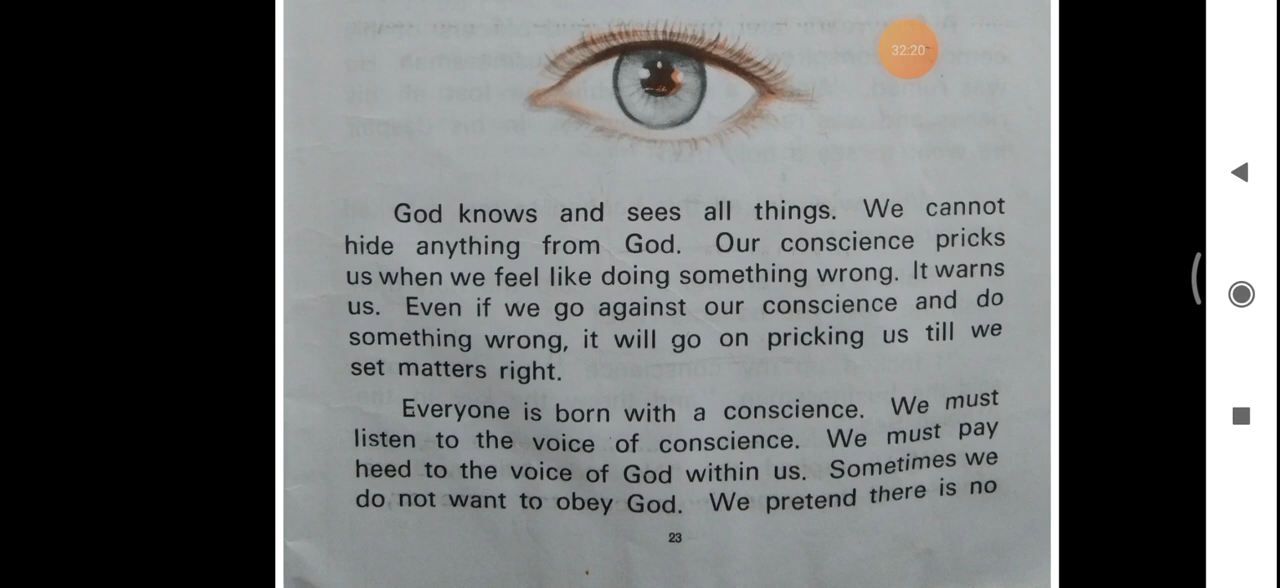 32:20
God knows and sees all things. We cannot
hide anything from God. Our conscience pricks
us when we feel like doing something wrong. It warns
us. Even if we go against our conscience and do
something wrong, it will go on pricking us till we
set matters right.
Everyone is born with a conscience. We must
listen to the voice of conscience. We must pay
heed to the voice of God within us. Sometimes we
do not want to obey God. We pretend there is no
23